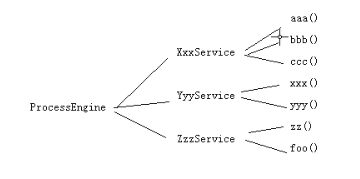 aaa()
XxxService
bbb()
ccc()
ProcessEngine
YyyService
xxx()
yyy()
ZzzService
zz()
foo()